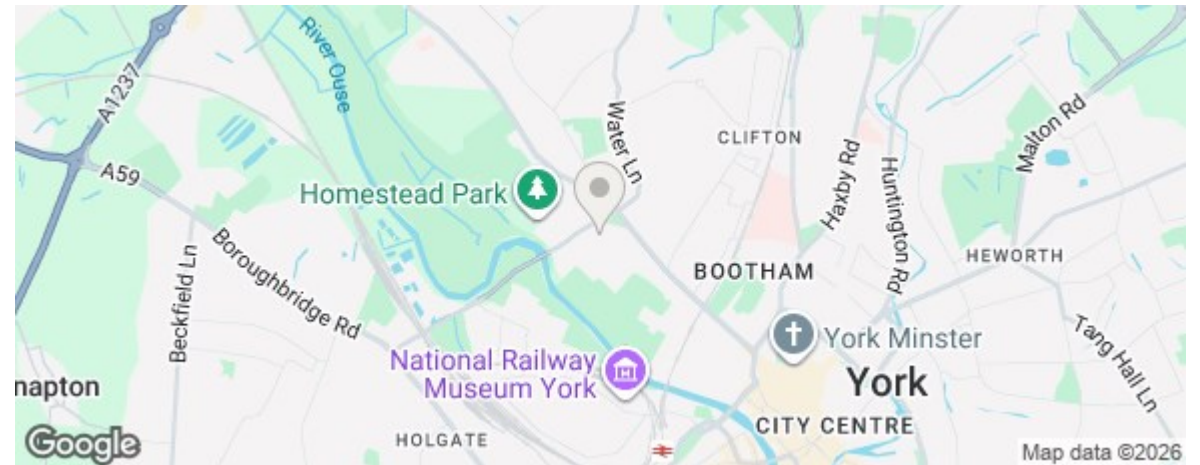 River Ouse
A1237
Water Ln
CLIFTON
Haxby Rd
Malton Rd
A59
Homestead Park
Huntington Rd
Beckfield Ln
Boroughbridge Rd
BOOTHAM
HEWORTH
York Minster
Tang Hall Ln
National Railway
Museum York
napton
York
HOLGATE
CITY CENTRE
Google
Map data ©2026